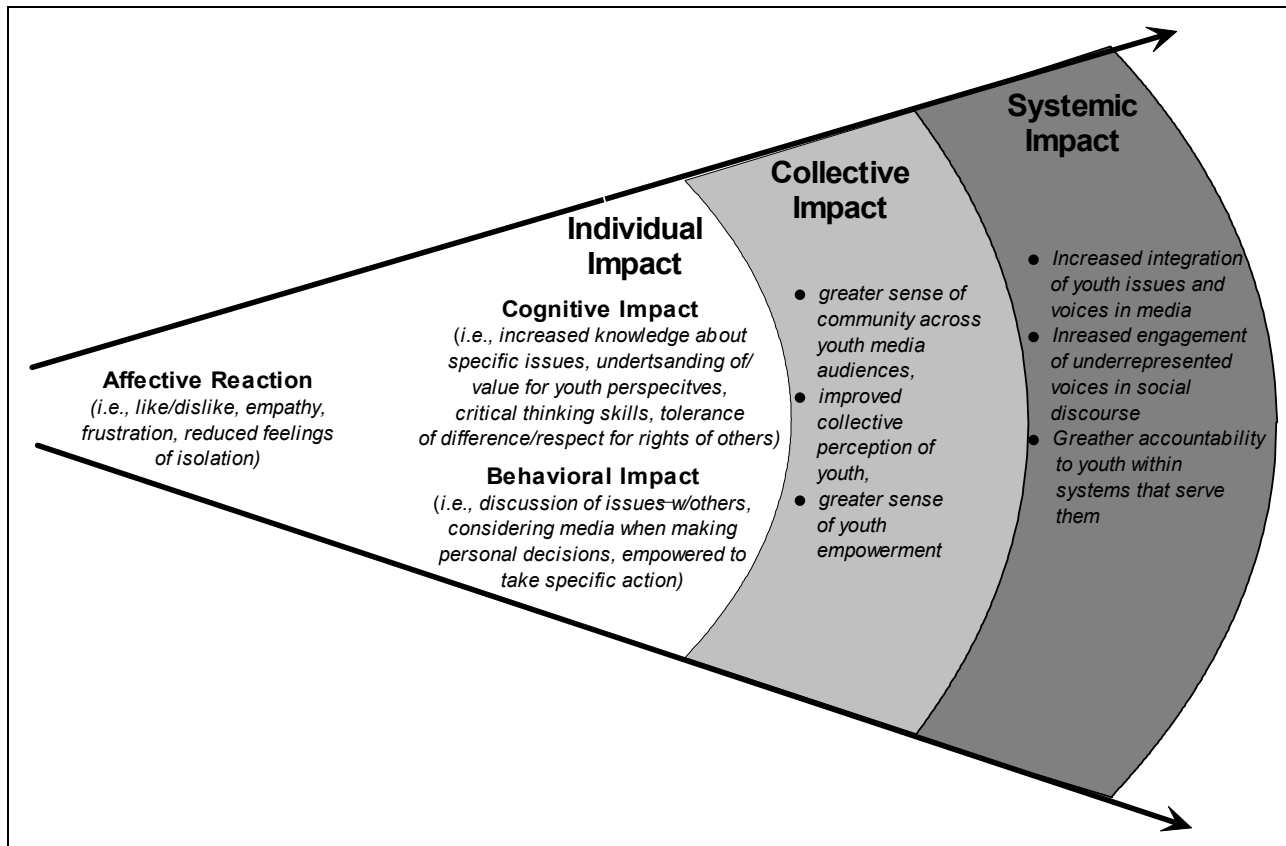 Affective Reaction
(i.e., like/dislike, empathy,
frustration, reduced feelings
of isolation)
Individual
Impact
Cognitive Impact
(i.e., increased knowledge about
specific issues, undertsanding of/
value for youth perspecitves,
critical thinking skills, tolerance
of difference/respect for rights of others)
Behavioral Impact
(i.e., discussion of issues w/others,
considering media when making
personal decisions, empowered to
take specific action)
Collective
Impact
● greater sense of
community across
youth media
audiences,
● improved
collective
perception of
youth,
● greater sense
of youth
empowerment
Systemic
Impact
● Increased integration
of youth issues and
voices in media
● Inreased engagement
of underrepresented
voices in social
discourse
● Greather accountability
to youth within
systems that serve
them